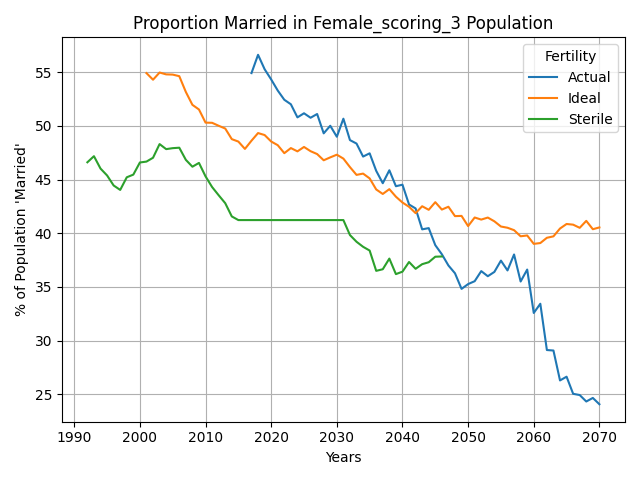 Proportion Married in Female_scoring_3 Population
% of Population 'Married'
55
50
45
40
35
30
25
Fertility
Actual
Ideal
Sterile
1990 2000 2010 2020 2030 2040 2050 2060 2070
Years